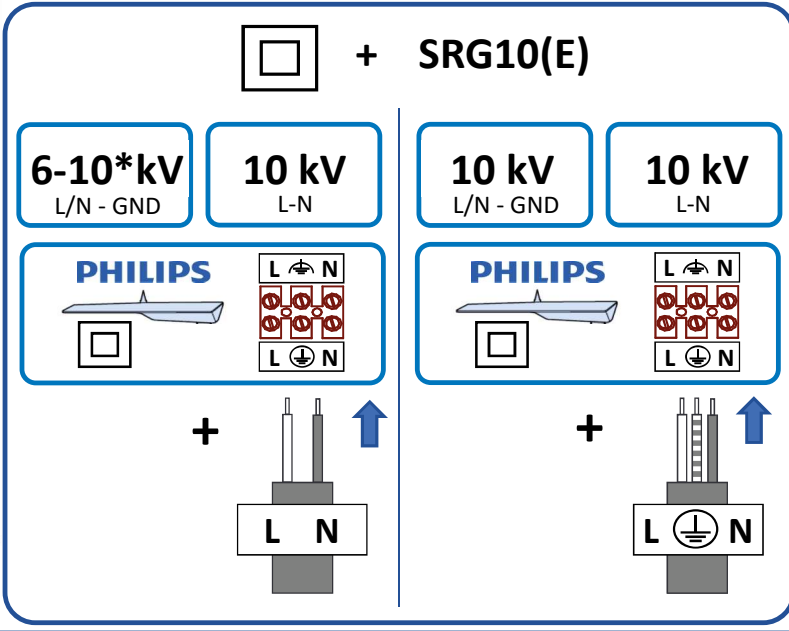 + SRG10(E)
6-10*kV
L/N - GND
10 kV
L-N
10 kV
L/N - GND
10 kV
L-N
PHILIPS
L N
L N
PHILIPS
L N
L N
+
L N
+
L N